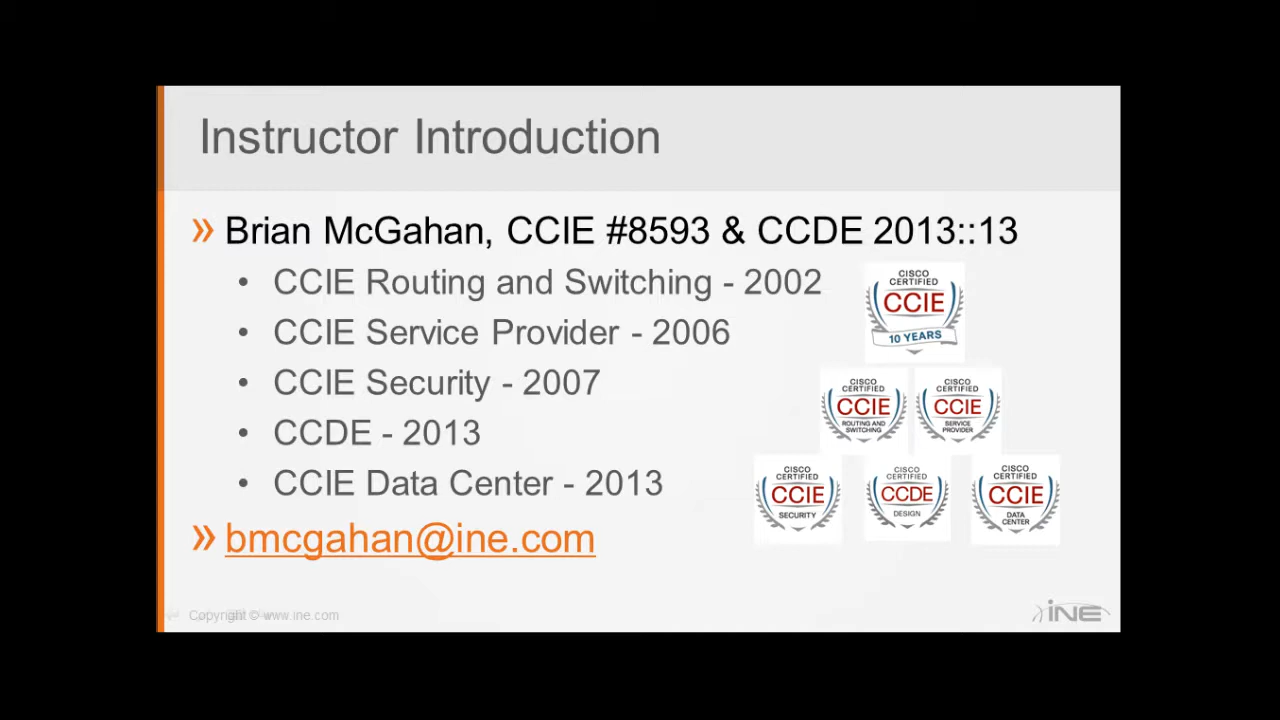 Instructor Introduction
» Brian McGahan, CCIE #8593 & CCDE 2013::13
• CCIE Routing and Switching - 2002
• CCIE Service Provider - 2006
• CCIE Security - 2007
• CCDE - 2013
• CCIE Data Center - 2013
» bmcgahan@ine.com
CISCO
CERTIFIED
CCIE
10 YEARS
CISCO
CERTIFIED
CCIE
ROUTING AND
SWITCHING
CISCO
CERTIFIED
CCIE
SERVICE
PROVIDER
CISCO
CERTIFIED
CCIE
SECURITY
CISCO
CERTIFIED
CCDE
DESIGN
CISCO
CERTIFIED
CCIE
DATA
CENTER
Copyright © www.ine.com
iNE